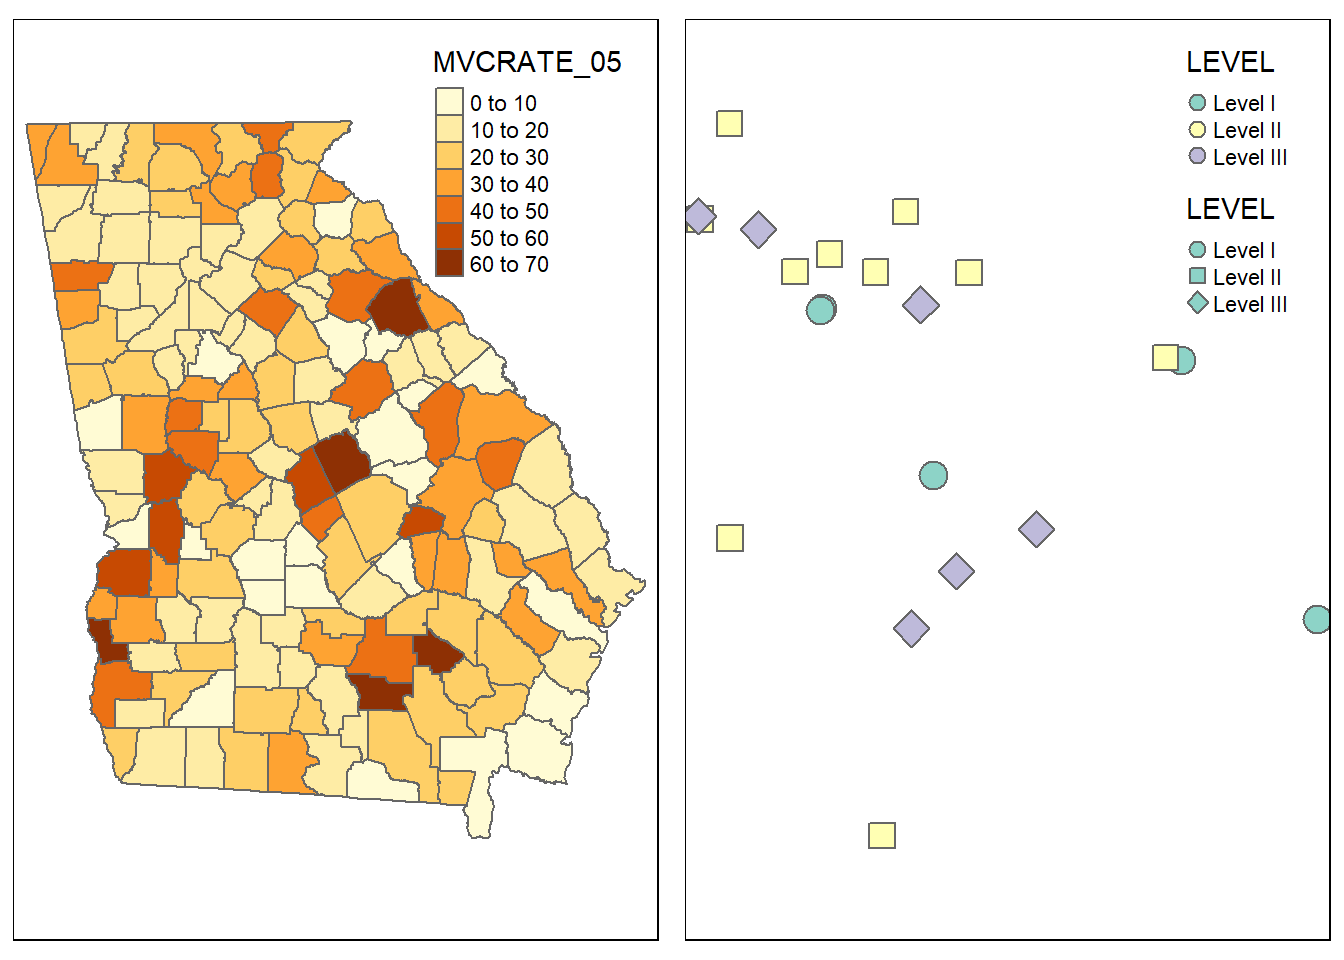 MVCRATE_05
0 to 10
10 to 20
20 to 30
30 to 40
40 to 50
50 to 60
60 to 70
LEVEL
Level I
Level II
Level III
LEVEL
Level I
Level II
Level III